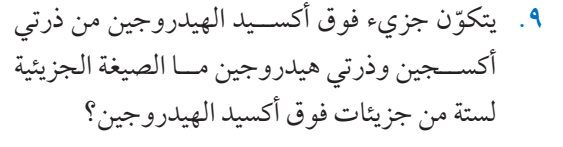 ٩. يتكوّن جزيء فوق أكسيد الهيدروجين من ذرتي
أكسجين وذرتي هيدروجين ما الصيغة الجزيئية
لستة من جزيئات فوق أكسيد الهيدروجين؟